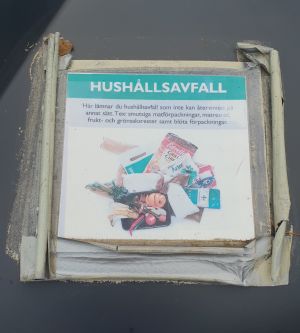 HUSHÅLLSAVFALL
Här lämnar du hushållsavfall som inte kan återvinnas på
annat sätt. T ex smutsiga matförpackningar, matrester,
frukt- och grönsaksrester samt blöta förpackningar.